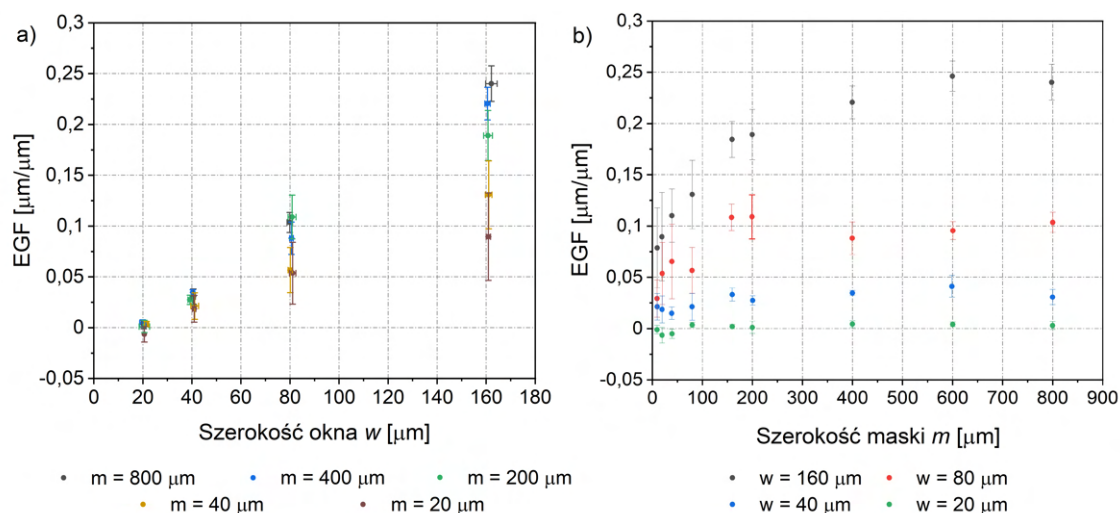 a)
0,3
0,25
0,2
0,15
0,1
0,05
0
-0,05
EGF [μm/μm]
0 20 40 60 80 100 120 140 160 180
Szerokość okna w [μm]
m = 800 μm m = 400 μm m = 200 μm
m = 40 μm m = 20 μm
b)
0,3
0,25
0,2
0,15
0,1
0,05
0
-0,05
EGF [μm/μm]
0 100 200 300 400 500 600 700 800 900
Szerokość maski m [μm]
w = 160 μm w = 80 μm
w = 40 μm w = 20 μm